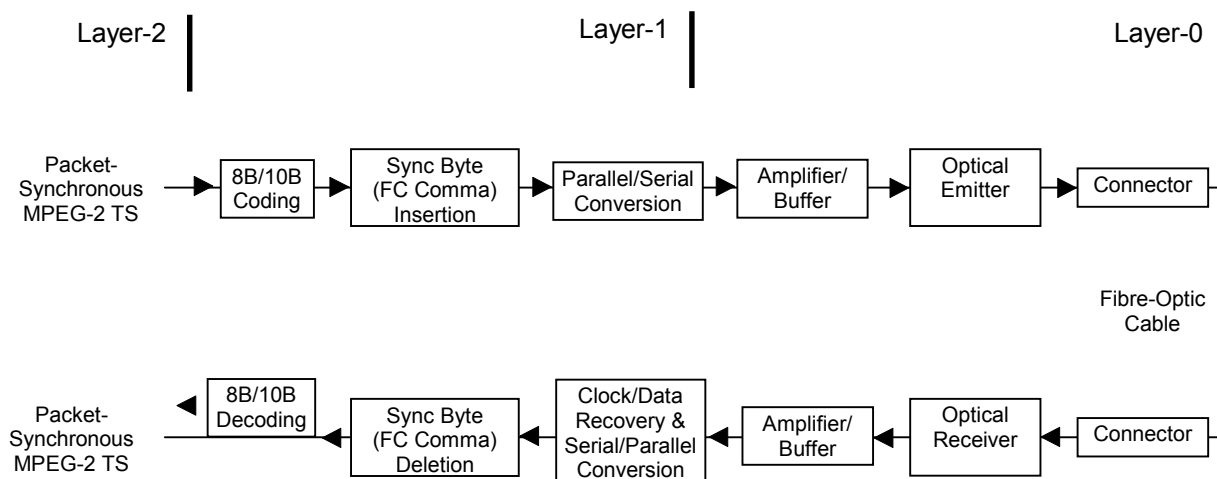 Layer-2
Layer-1
Layer-0
Packet-
Synchronous
MPEG-2 TS
8B/10B
Coding
Sync Byte
(FC Comma)
Insertion
Parallel/Serial
Conversion
Amplifier/
Buffer
Optical
Emitter
Connector
Fibre-Optic
Cable
Packet-
Synchronous
MPEG-2 TS
8B/10B
Decoding
Sync Byte
(FC Comma)
Deletion
Clock/Data
Recovery &
Serial/Parallel
Conversion
Amplifier/
Buffer
Optical
Receiver
Connector